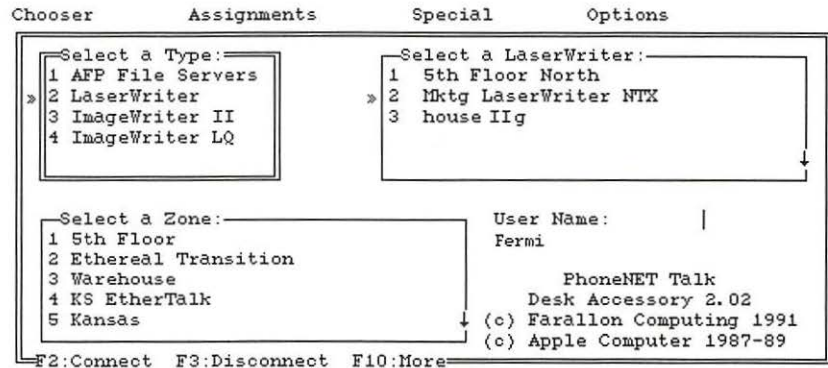 Chooser Assignments Special Options
Select a Type:
1 AFP File Servers
» 2 LaserWriter
3 ImageWriter II
4 ImageWriter LQ
Select a LaserWriter:
1 5th Floor North
» 2 Mktg LaserWriter NTX
3 house IIg
↓
Select a Zone:
1 5th Floor
2 Ethereal Transition
3 Warehouse
4 KS EtherTalk
5 Kansas
↓
User Name:
Fermi
PhoneNET Talk
Desk Accessory 2.02
(c) Farallon Computing 1991
(c) Apple Computer 1987-89
F2:Connect F3:Disconnect F10:More